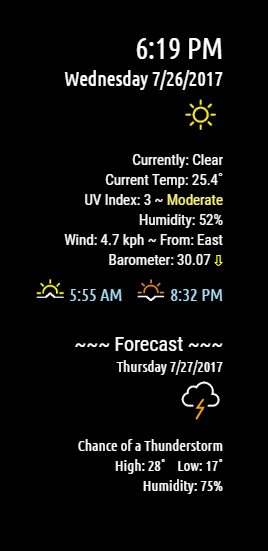 6:19 PM
Wednesday 7/26/2017
Currently: Clear
Current Temp: 25.4°
UV Index: 3 ~ Moderate
Humidity: 52%
Wind: 4.7 kph ~ From: East
Barometer: 30.07 ⇩
5:55 AM 8:32 PM
~~~ Forecast ~~~
Thursday 7/27/2017
Chance of a Thunderstorm
High: 28° Low: 17°
Humidity: 75%